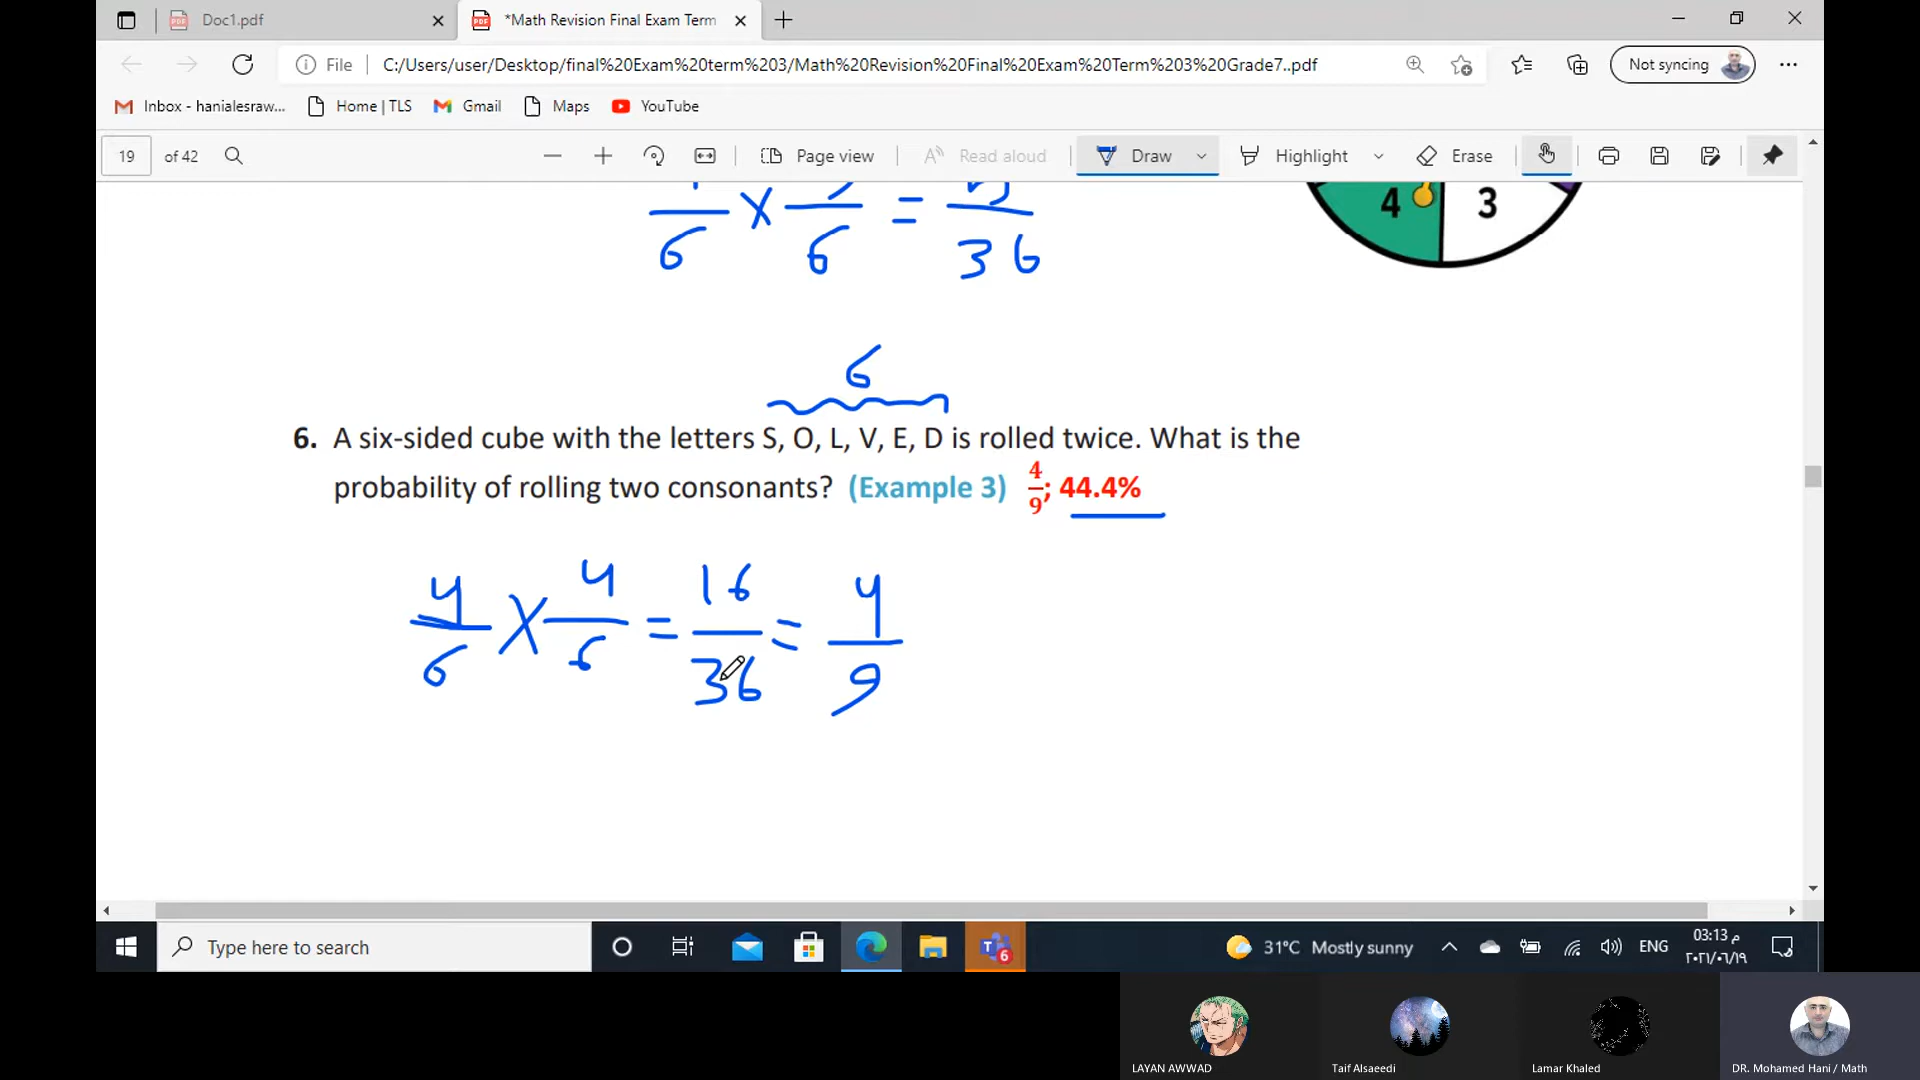 Doc1.pdf
*Math Revision Final Exam Term
File C:/Users/user/Desktop/final%20Exam%20term%203/Math%20Revision%20Final%20Exam%20Term%203%20Grade7..pdf
Not syncing
Inbox - hanialesraw... Home | TLS Gmail Maps YouTube
19 of 42 Page view Read aloud Draw Highlight Erase
6 × 6 = 36
4 3
6
6. A six-sided cube with the letters S, O, L, V, E, D is rolled twice. What is the
probability of rolling two consonants? (Example 3) 4/9; 44.4%
4/6 × 4/6 = 16/36 = 4/9
Type here to search
6
31°C Mostly sunny
ENG
03:13 م
٢٠٢١/٠٦/١٩
LAYAN AWWAD Taif Alsaeedi Lamar Khaled DR. Mohamed Hani / Math